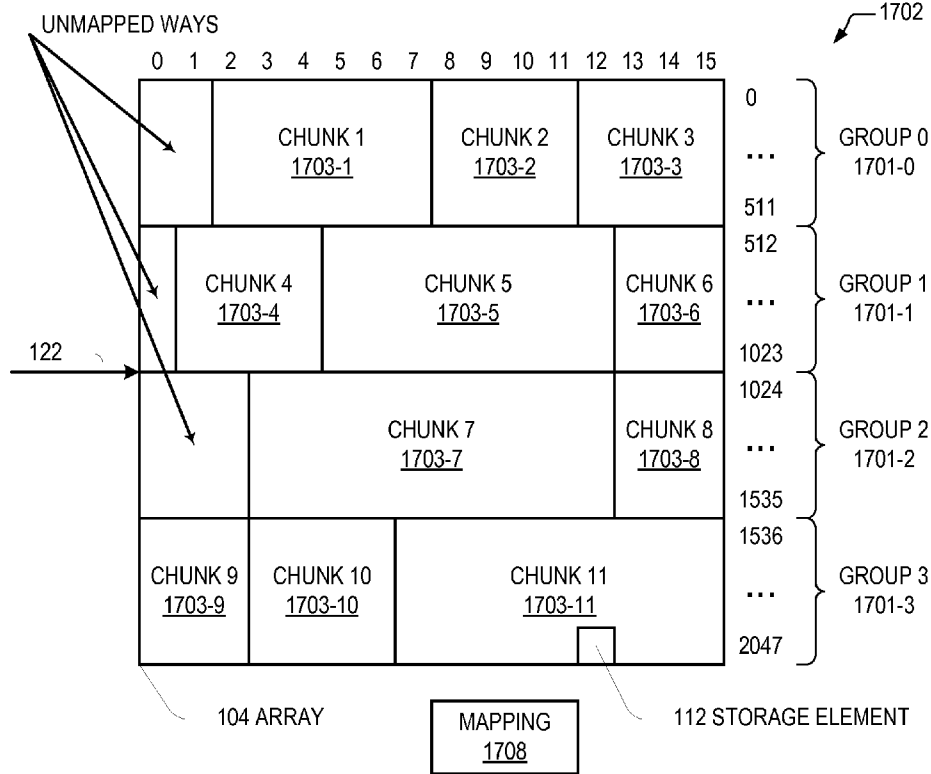 UNMAPPED WAYS
1702
0 1 2 3 4 5 6 7 8 9 10 11 12 13 14 15
CHUNK 1
1703-1
CHUNK 2
1703-2
CHUNK 3
1703-3
0
...
511
GROUP 0
1701-0
CHUNK 4
1703-4
CHUNK 5
1703-5
CHUNK 6
1703-6
512
...
1023
GROUP 1
1701-1
122
CHUNK 7
1703-7
CHUNK 8
1703-8
1024
...
1535
GROUP 2
1701-2
CHUNK 9
1703-9
CHUNK 10
1703-10
CHUNK 11
1703-11
1536
...
2047
GROUP 3
1701-3
104 ARRAY
MAPPING
1708
112 STORAGE ELEMENT